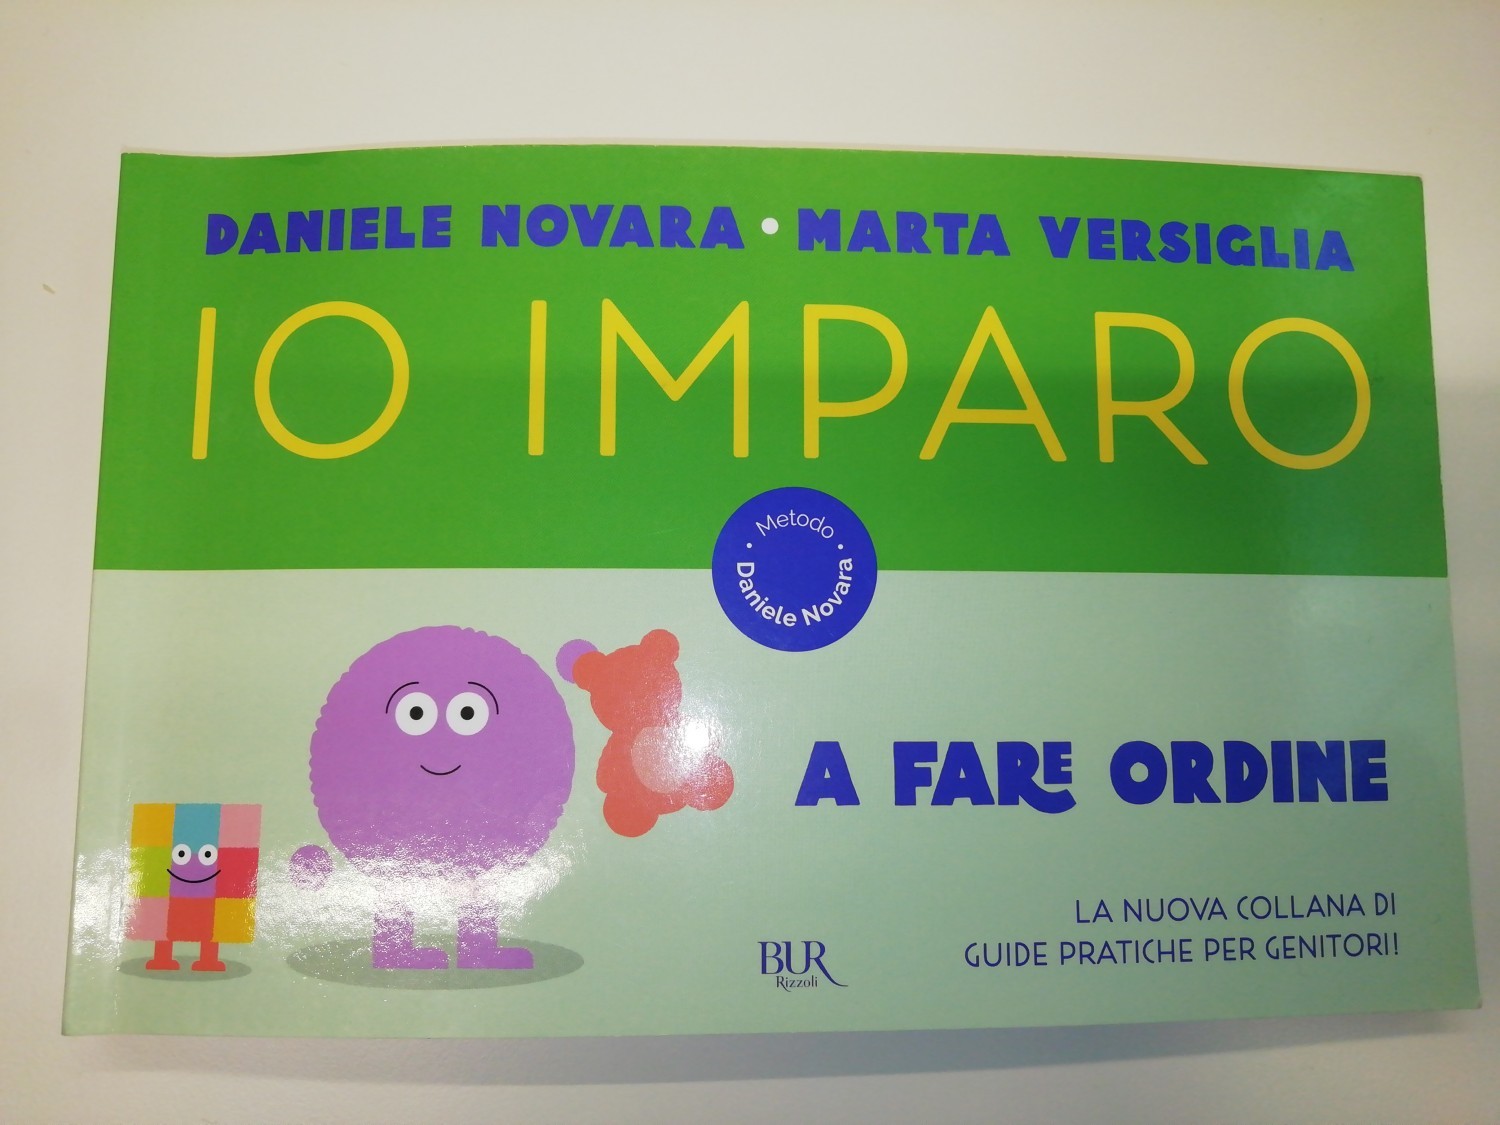 DANIELE NOVARA • MARTA VERSIGLIA
IO IMPARO
• Metodo •
Daniele Novara
A FARE ORDINE
LA NUOVA COLLANA DI
GUIDE PRATICHE PER GENITORI!
BUR
Rizzoli